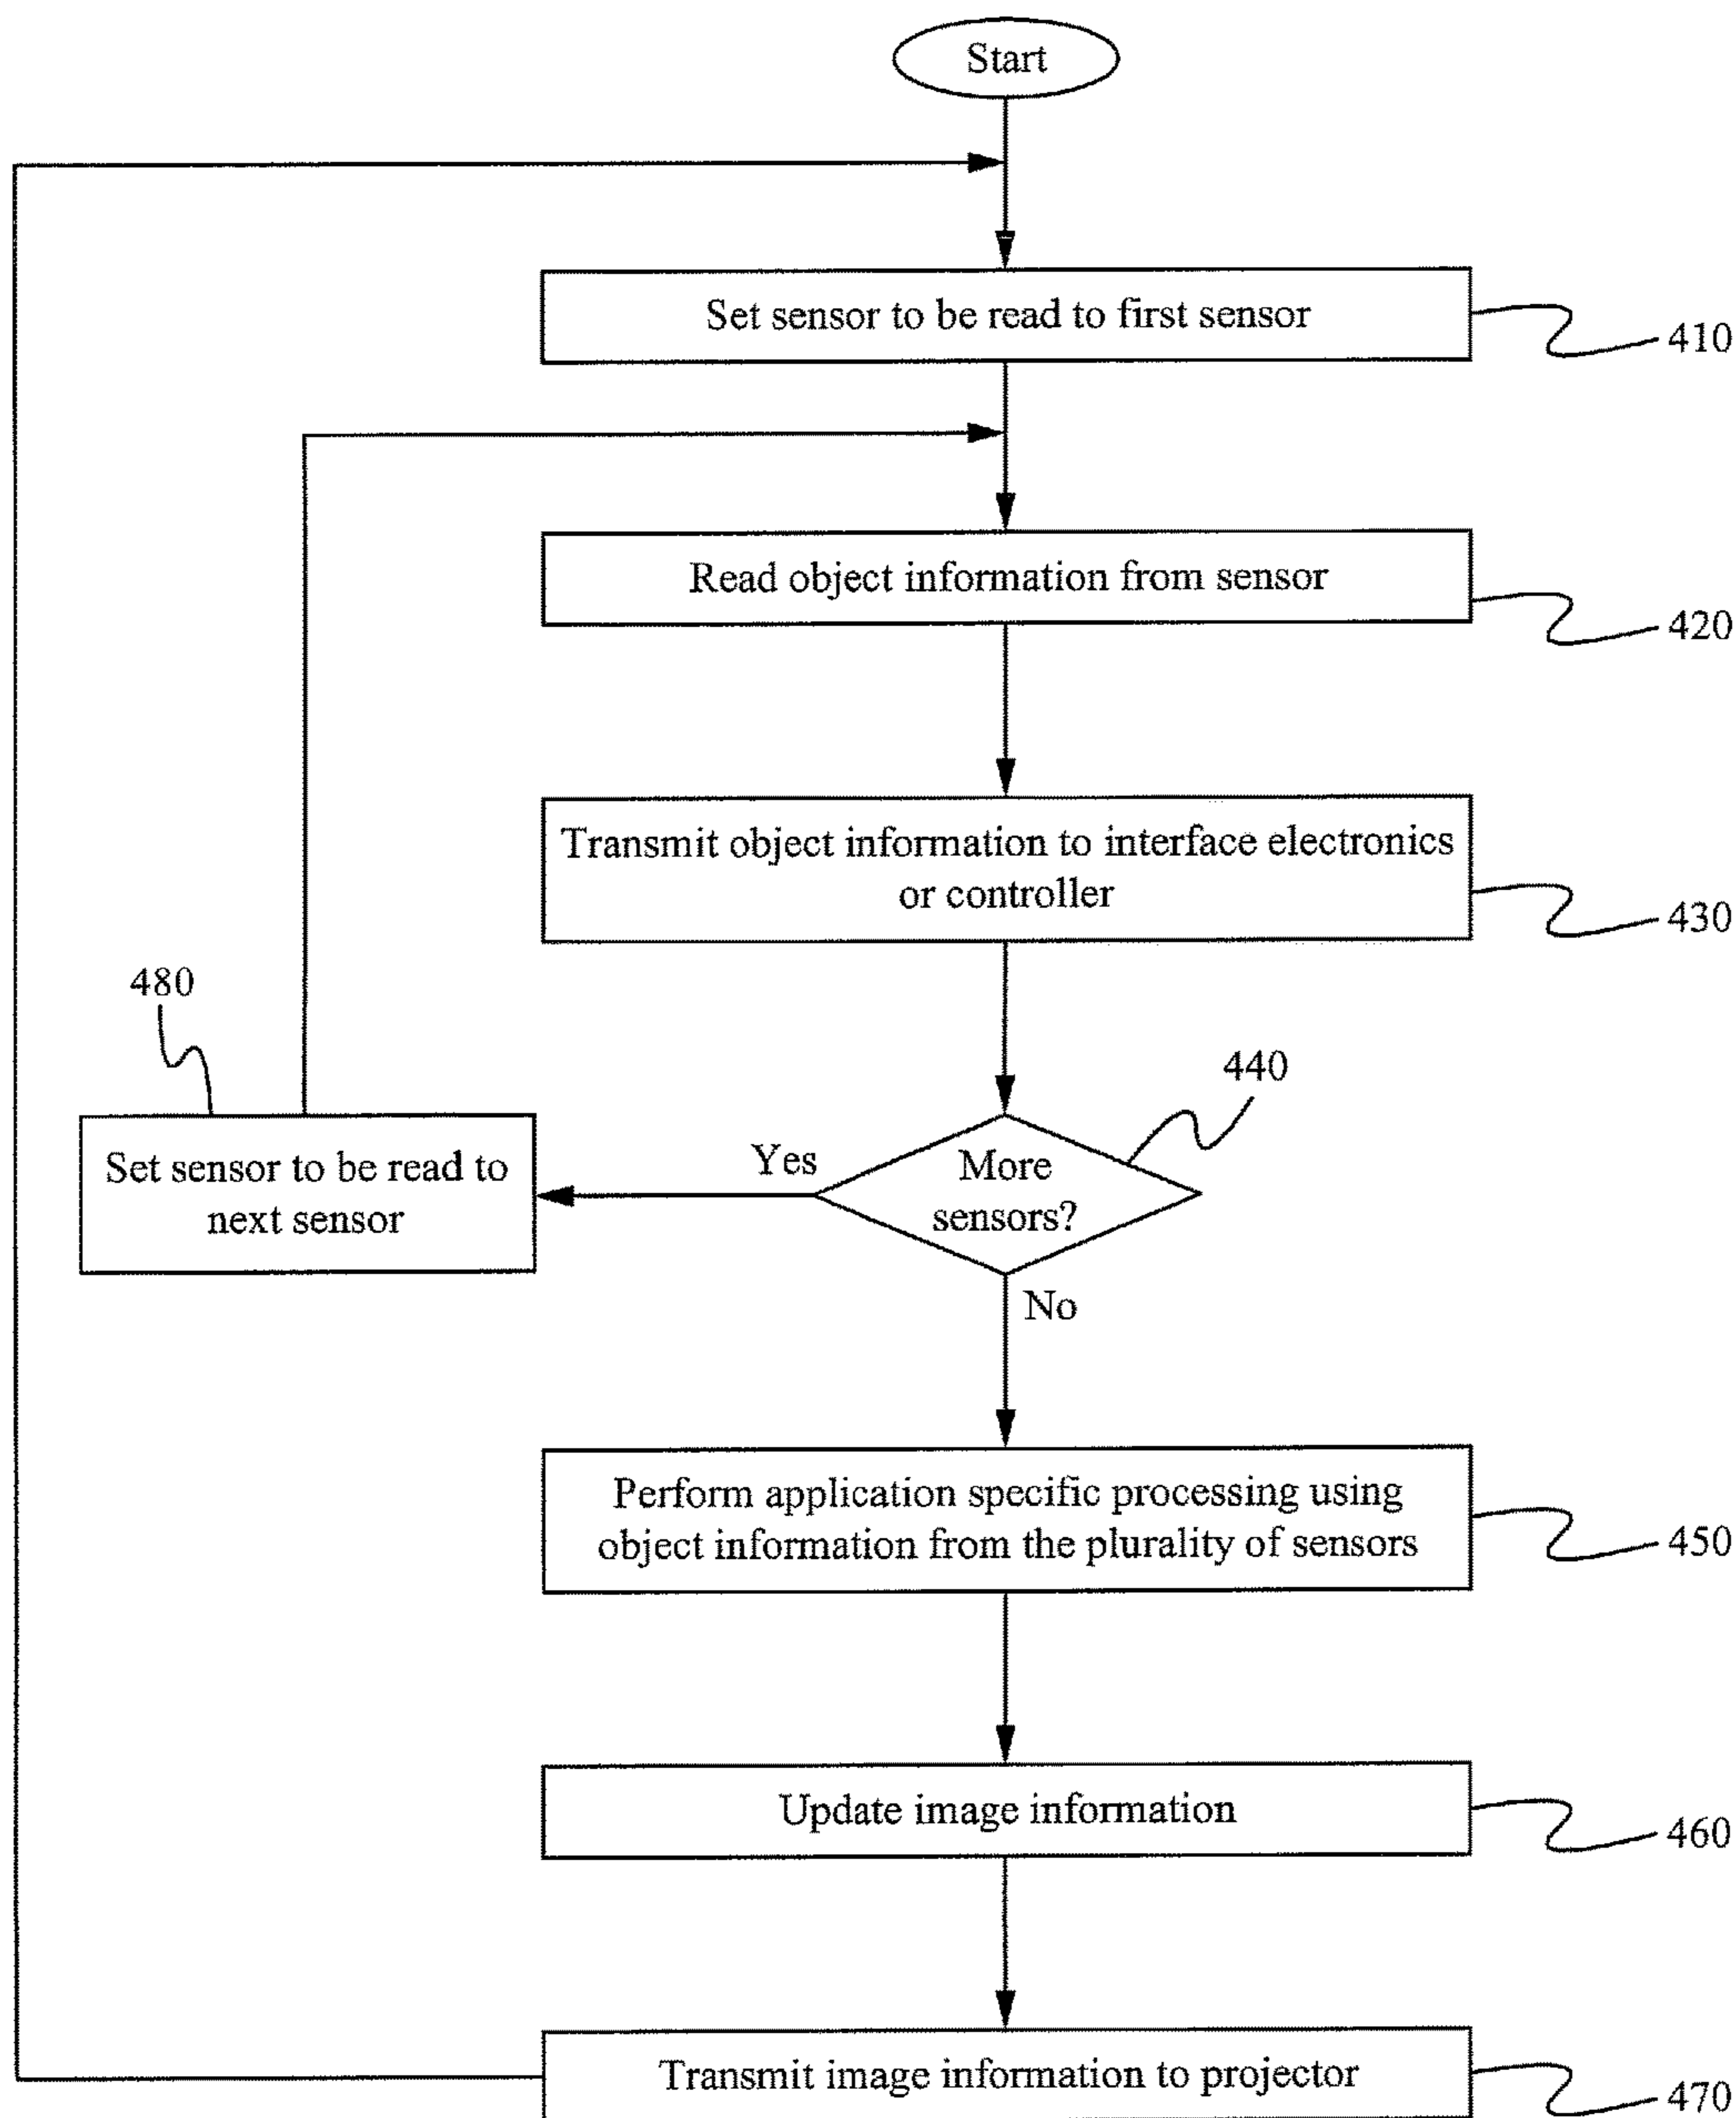 Start
Set sensor to be read to first sensor
410
Read object information from sensor
420
Transmit object information to interface electronics
or controller
430
480
440
Set sensor to be read to
next sensor
Yes
More
sensors?
No
Perform application specific processing using
object information from the plurality of sensors
450
Update image information
460
Transmit image information to projector
470